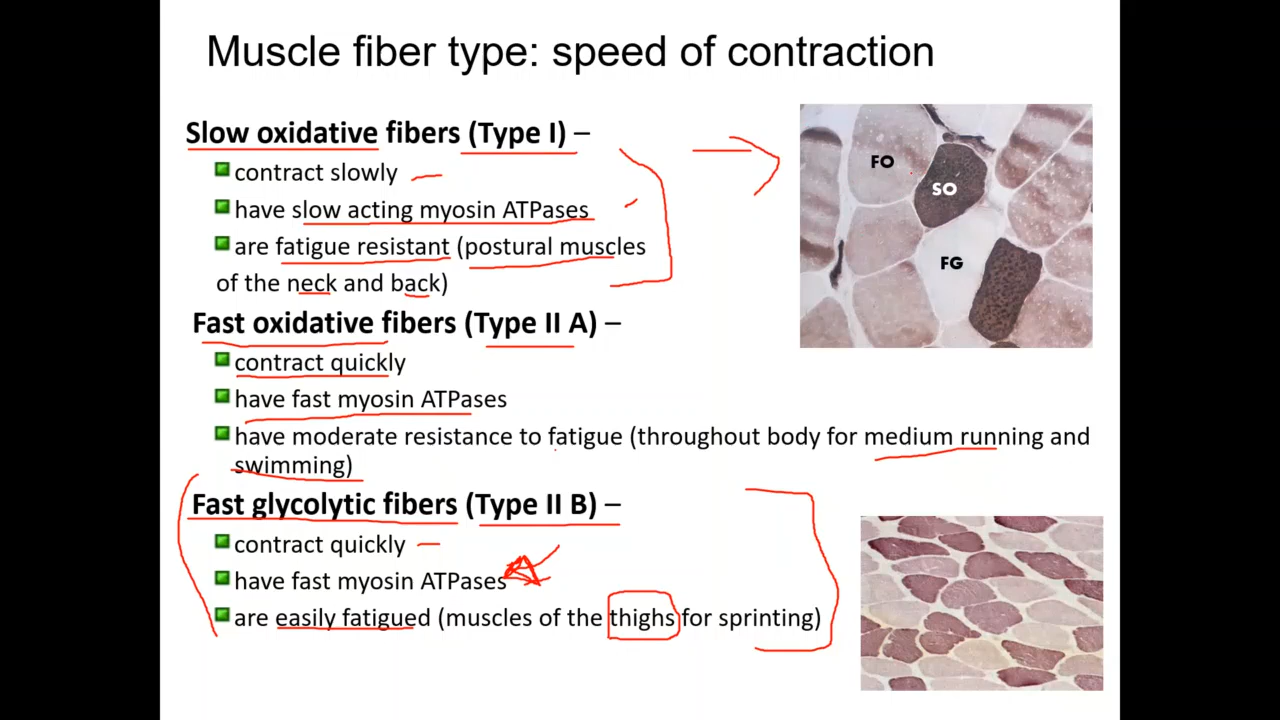 Muscle fiber type: speed of contraction
Slow oxidative fibers (Type I) –
contract slowly
have slow acting myosin ATPases
are fatigue resistant (postural muscles
of the neck and back)
Fast oxidative fibers (Type II A) –
contract quickly
have fast myosin ATPases
have moderate resistance to fatigue (throughout body for medium running and
swimming)
Fast glycolytic fibers (Type II B) –
contract quickly
have fast myosin ATPases
are easily fatigued (muscles of the thighs for sprinting)
FO
SO
FG